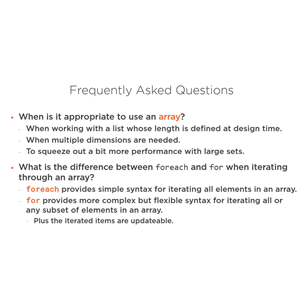 Frequently Asked Questions
• When is it appropriate to use an array?
When working with a list whose length is defined at design time.
When multiple dimensions are needed.
To squeeze out a bit more performance with large sets.
• What is the difference between foreach and for when iterating
through an array?
foreach provides simple syntax for iterating all elements in an array.
for provides more complex but flexible syntax for iterating all or
any subset of elements in an array.
Plus the iterated items are updateable.